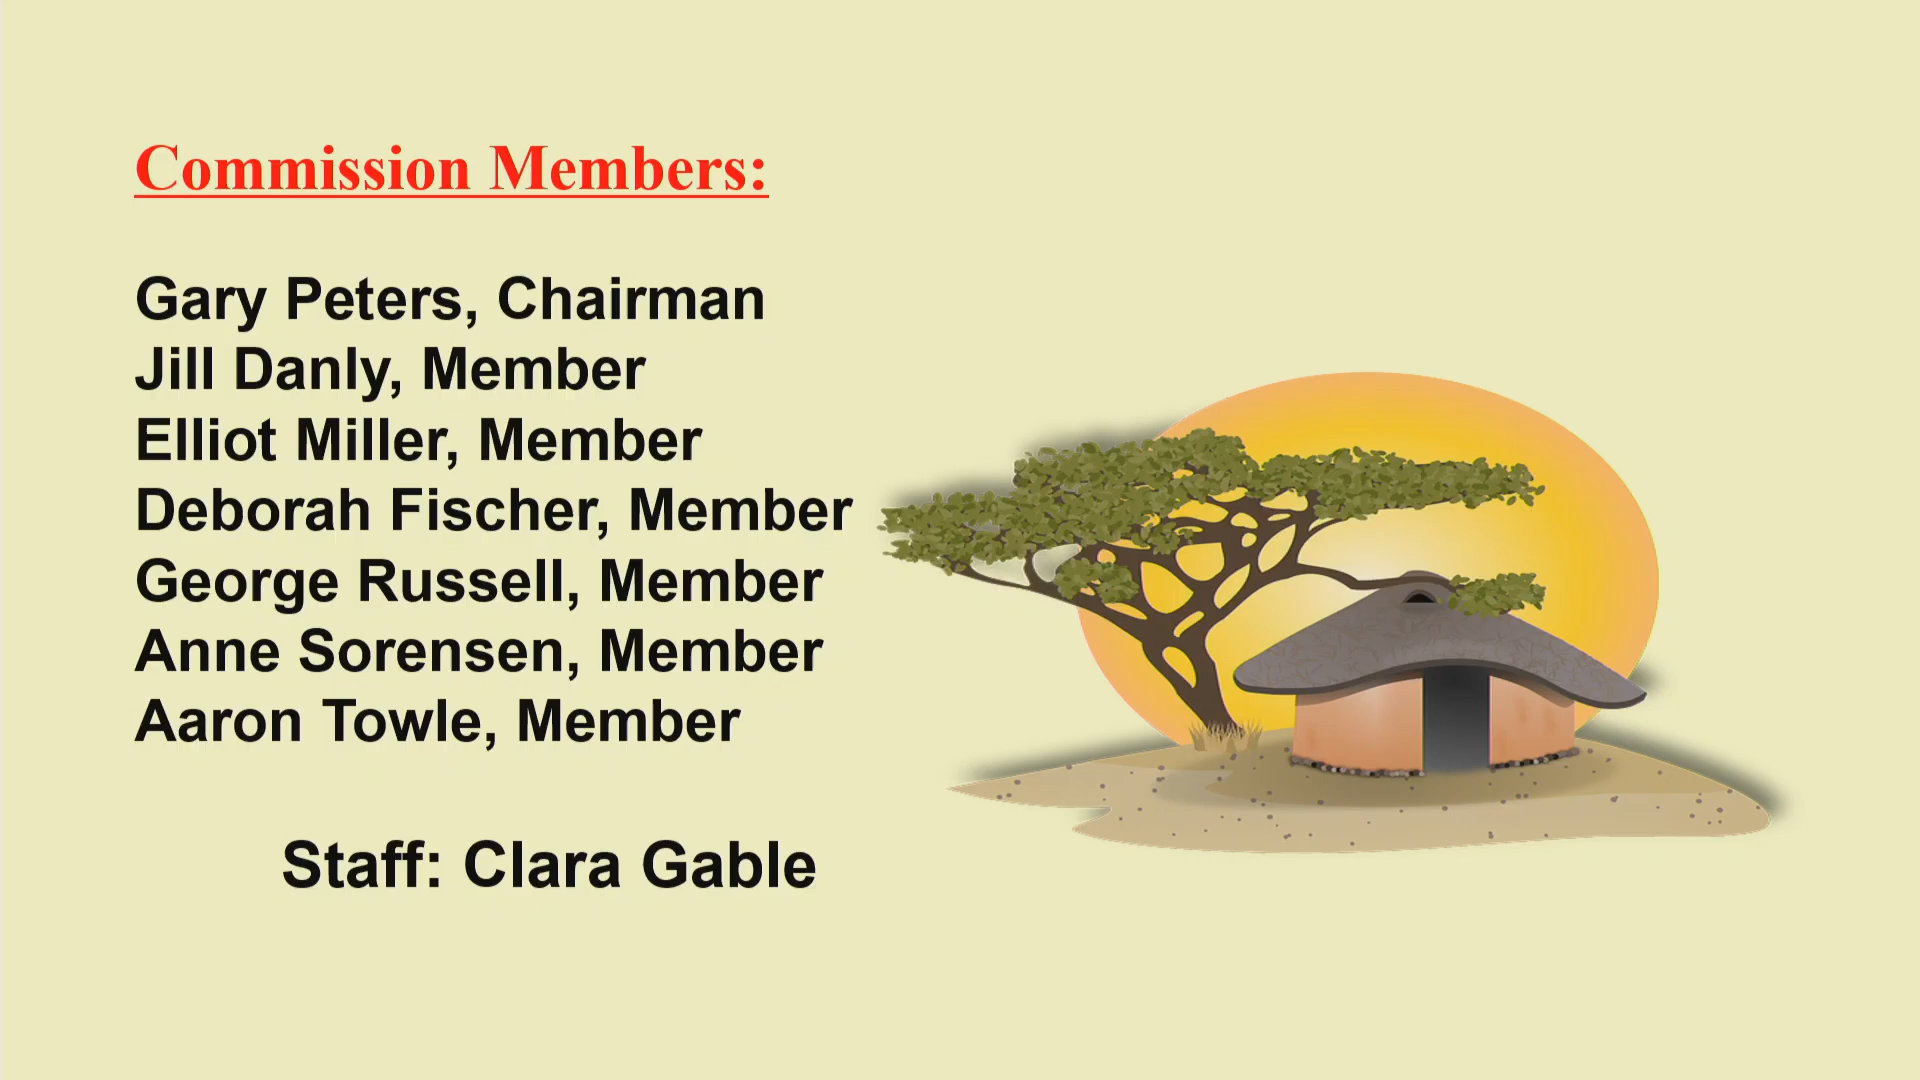 Commission Members:
Gary Peters, Chairman
Jill Danly, Member
Elliot Miller, Member
Deborah Fischer, Member
George Russell, Member
Anne Sorensen, Member
Aaron Towle, Member
Staff: Clara Gable